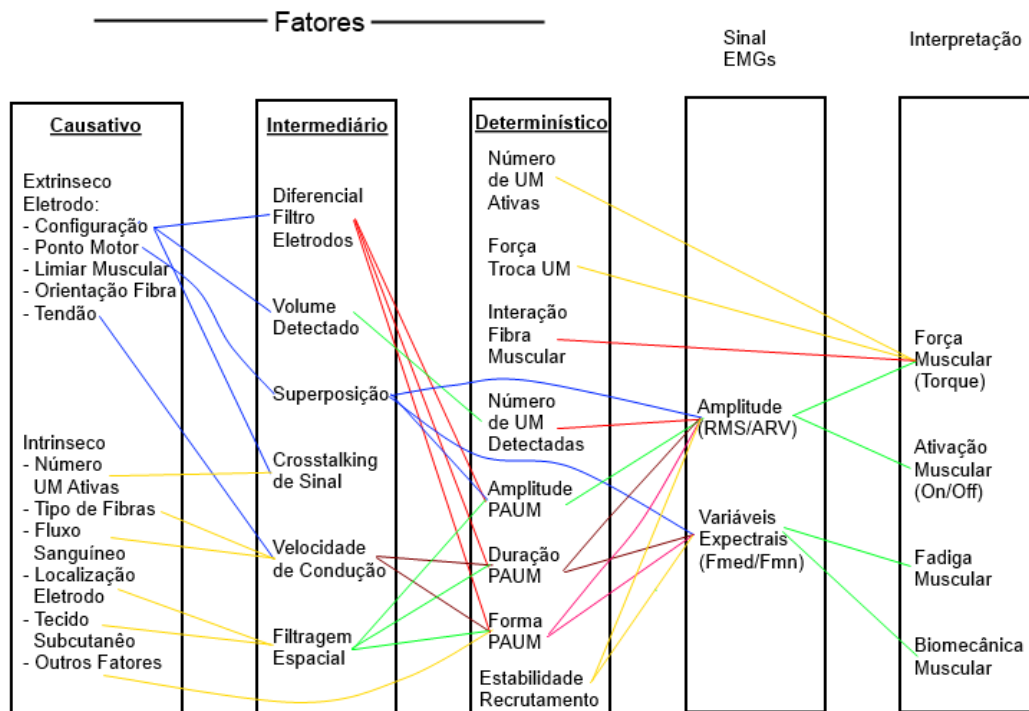 Fatores
Sinal
EMGs
Interpretação
Causativo
Extrinseco
Eletrodo:
- Configuração
- Ponto Motor
- Limiar Muscular
- Orientação Fibra
- Tendão
Intrinseco
- Número
UM Ativas
- Tipo de Fibras
- Fluxo
Sanguíneo
- Localização
Eletrodo
- Tecido
Subcutanêo
- Outros Fatores
Intermediário
Diferencial
Filtro
Eletrodos
Volume
Detectado
Superposição
Crosstalking
de Sinal
Velocidade
de Condução
Filtragem
Espacial
Determinístico
Número
de UM
Ativas
Força
Troca UM
Interação
Fibra
Muscular
Número
de UM
Detectadas
Amplitude
PAUM
Duração
PAUM
Forma
PAUM
Estabilidade
Recrutamento
Amplitude
(RMS/ARV)
Variáveis
Expectrais
(Fmed/Fmn)
Força
Muscular
(Torque)
Ativação
Muscular
(On/Off)
Fadiga
Muscular
Biomecânica
Muscular